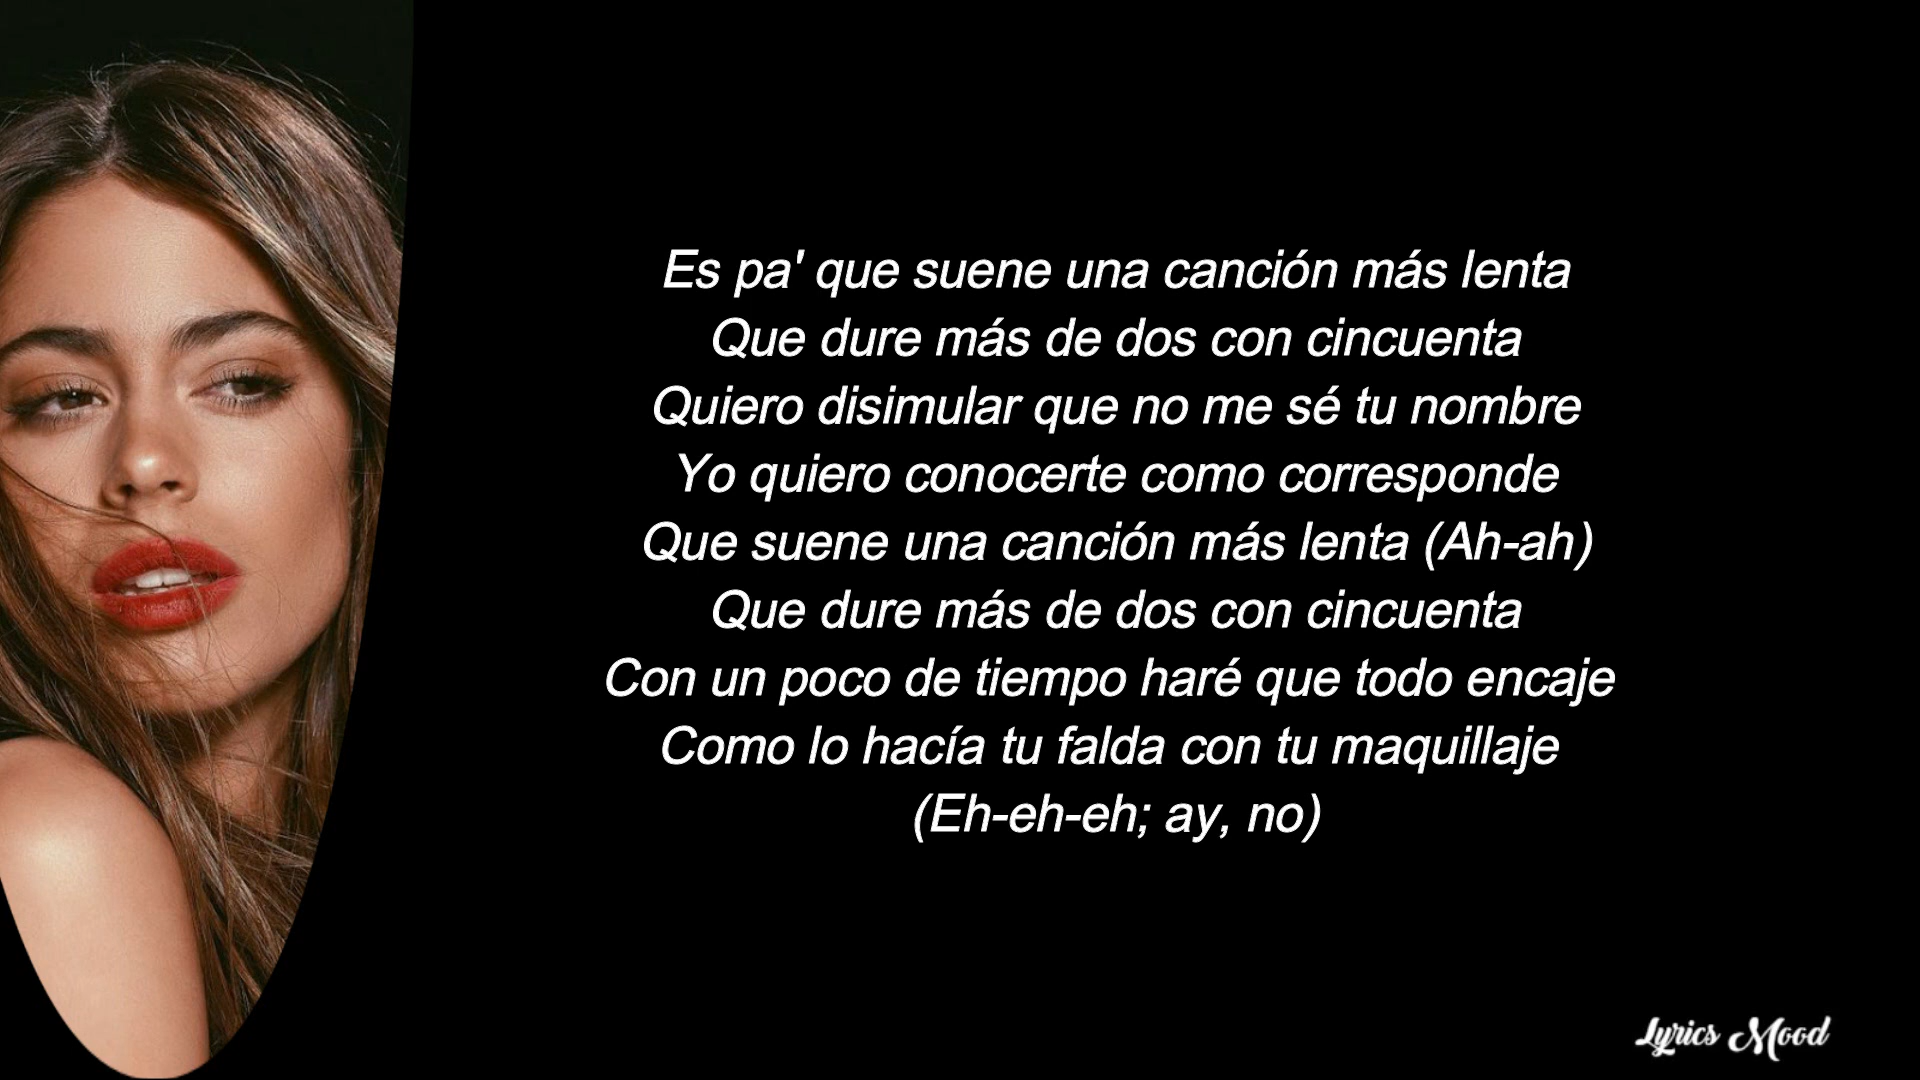 Es pa' que suene una canción más lenta
Que dure más de dos con cincuenta
Quiero disimular que no me sé tu nombre
Yo quiero conocerte como corresponde
Que suene una canción más lenta (Ah-ah)
Que dure más de dos con cincuenta
Con un poco de tiempo haré que todo encaje
Como lo hacía tu falda con tu maquillaje
(Eh-eh-eh; ay, no)
Lyrics Mood